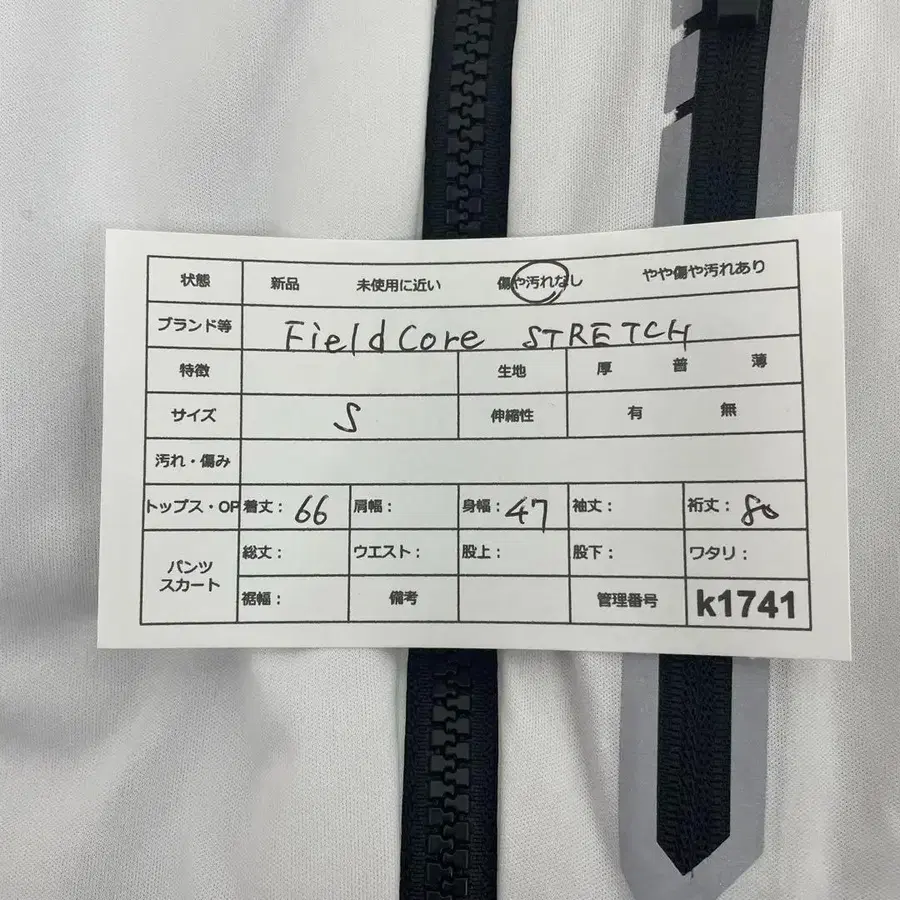 状態 新品 未使用に近い 傷や汚れなし やや傷や汚れあり
ブランド等 FieldCore STRETCH
特徴 生地 厚 普 薄
サイズ S 伸縮性 有 無
汚れ・傷み
トップス・OP 着丈： 66 肩幅： 身幅： 47 袖丈： 裄丈： 80
パンツ スカート 総丈： ウエスト： 股上： 股下： ワタリ：
裾幅： 備考 管理番号 k1741